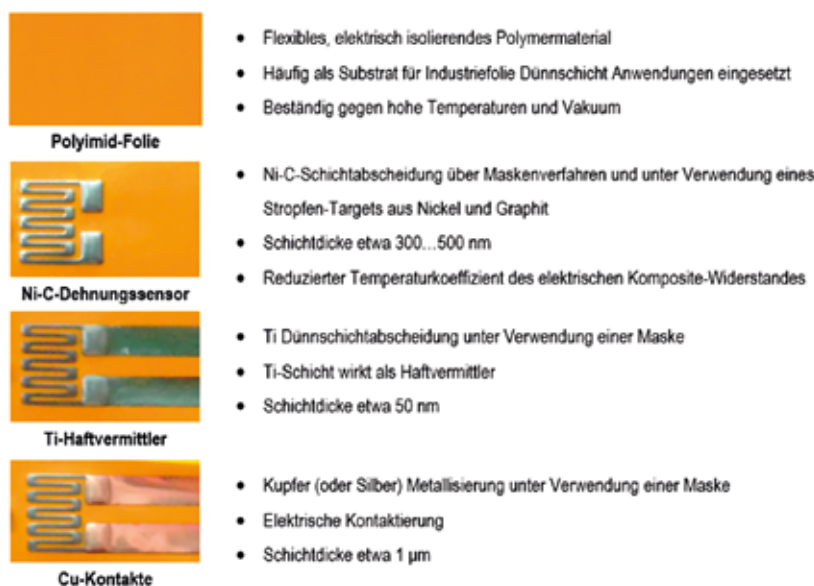 • Flexibles, elektrisch isolierendes Polymermaterial
• Häufig als Substrat für Industriefolie Dünnschicht Anwendungen eingesetzt
• Beständig gegen hohe Temperaturen und Vakuum
Polyimid-Folie
• Ni-C-Schichtabscheidung über Maskenverfahren und unter Verwendung eines
Stropfen-Targets aus Nickel und Graphit
• Schichtdicke etwa 300…500 nm
• Reduzierter Temperaturkoeffizient des elektrischen Komposite-Widerstandes
Ni-C-Dehnungssensor
• Ti Dünnschichtabscheidung unter Verwendung einer Maske
• Ti-Schicht wirkt als Haftvermittler
• Schichtdicke etwa 50 nm
Ti-Haftvermittler
• Kupfer (oder Silber) Metallisierung unter Verwendung einer Maske
• Elektrische Kontaktierung
• Schichtdicke etwa 1 µm
Cu-Kontakte